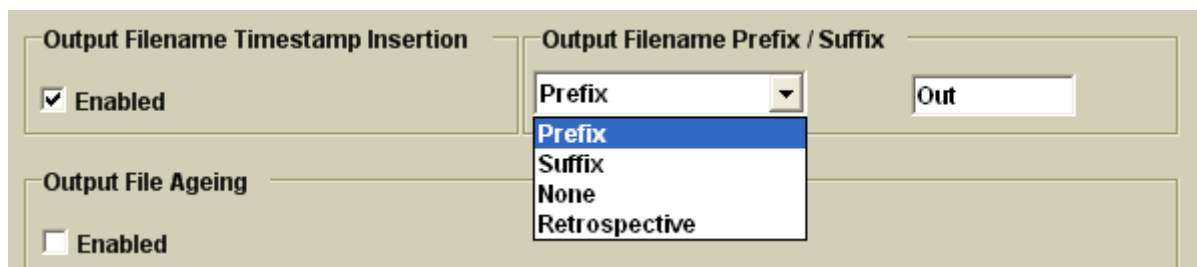 Output Filename Timestamp Insertion
Enabled
Output Filename Prefix / Suffix
Prefix
Out
Prefix
Suffix
None
Retrospective
Output File Ageing
Enabled